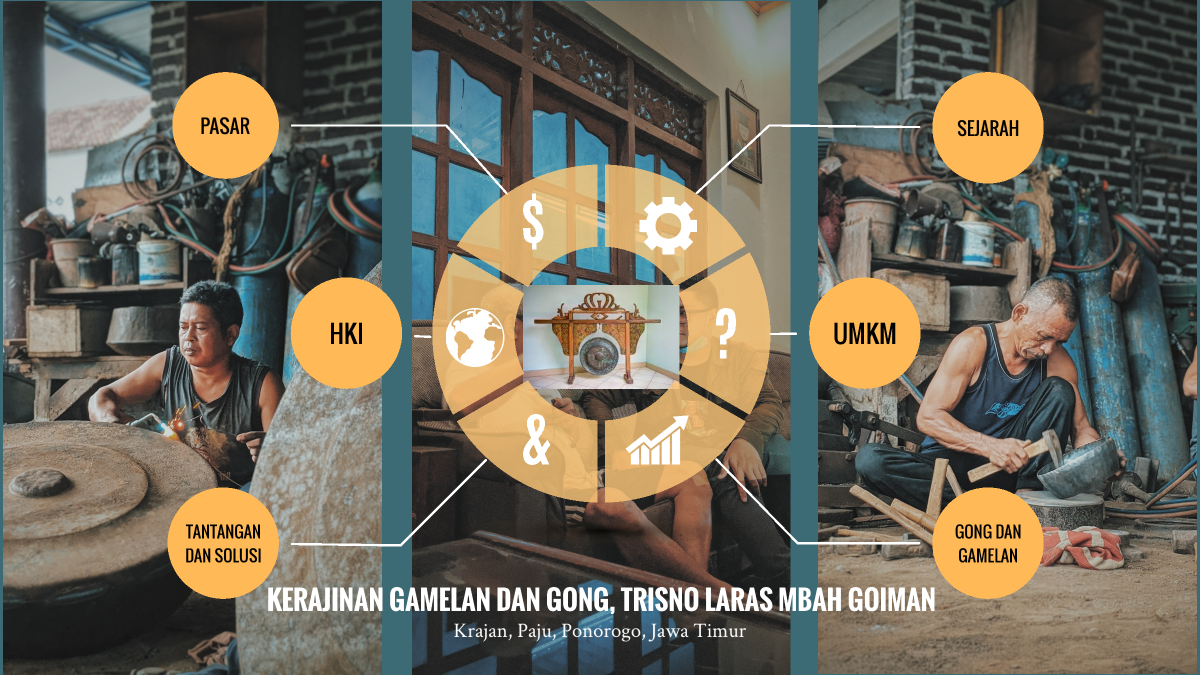 PASAR
SEJARAH
$
HKI
?
UMKM
&
TANTANGAN
DAN SOLUSI
GONG DAN
GAMELAN
KERAJINAN GAMELAN DAN GONG, TRISNO LARAS MBAH GOIMAN
Krajan, Paju, Ponorogo, Jawa Timur